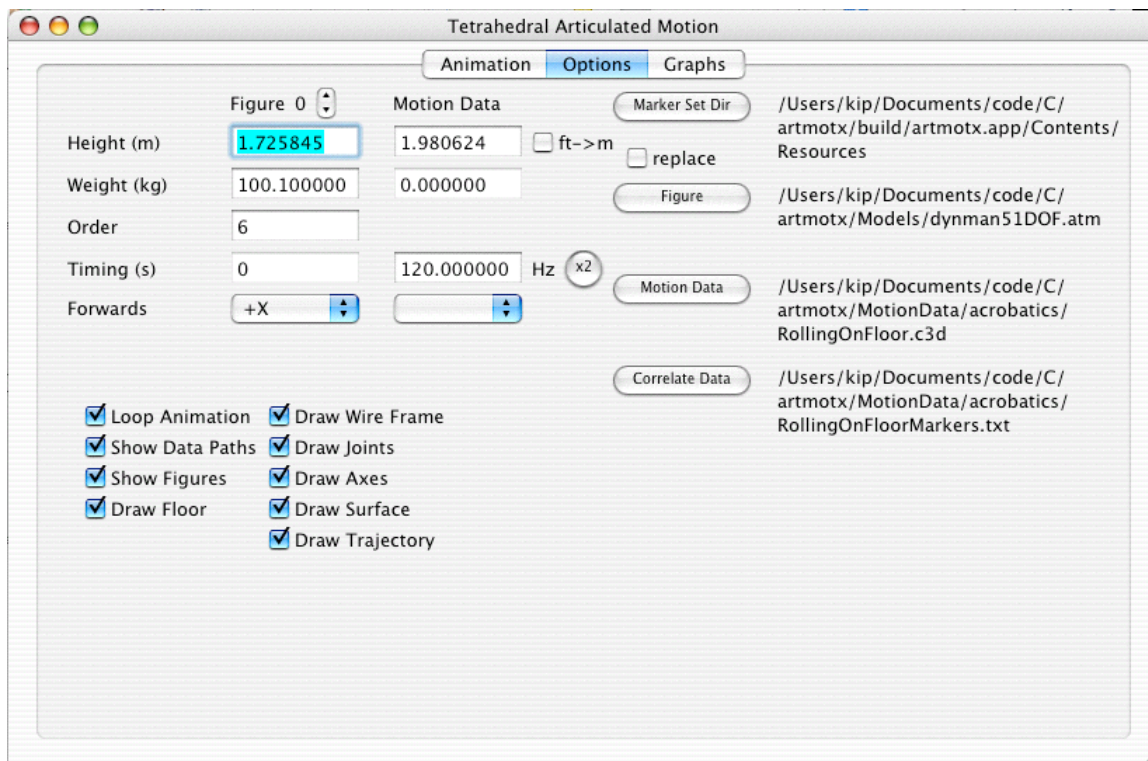 Tetrahedral Articulated Motion
Animation Options Graphs
Figure 0 Motion Data
Height (m) 1.725845 1.980624 ft->m
Weight (kg) 100.100000 0.000000
Order 6
Timing (s) 0 120.000000 Hz x2
Forwards +X
Loop Animation Draw Wire Frame
Show Data Paths Draw Joints
Show Figures Draw Axes
Draw Floor Draw Surface
Draw Trajectory
Marker Set Dir /Users/kip/Documents/code/C/
artmotx/build/artmotx.app/Contents/
Resources
replace
Figure /Users/kip/Documents/code/C/
artmotx/Models/dynman51DOF.atm
Motion Data /Users/kip/Documents/code/C/
artmotx/MotionData/acrobatics/
RollingOnFloor.c3d
Correlate Data /Users/kip/Documents/code/C/
artmotx/MotionData/acrobatics/
RollingOnFloorMarkers.txt